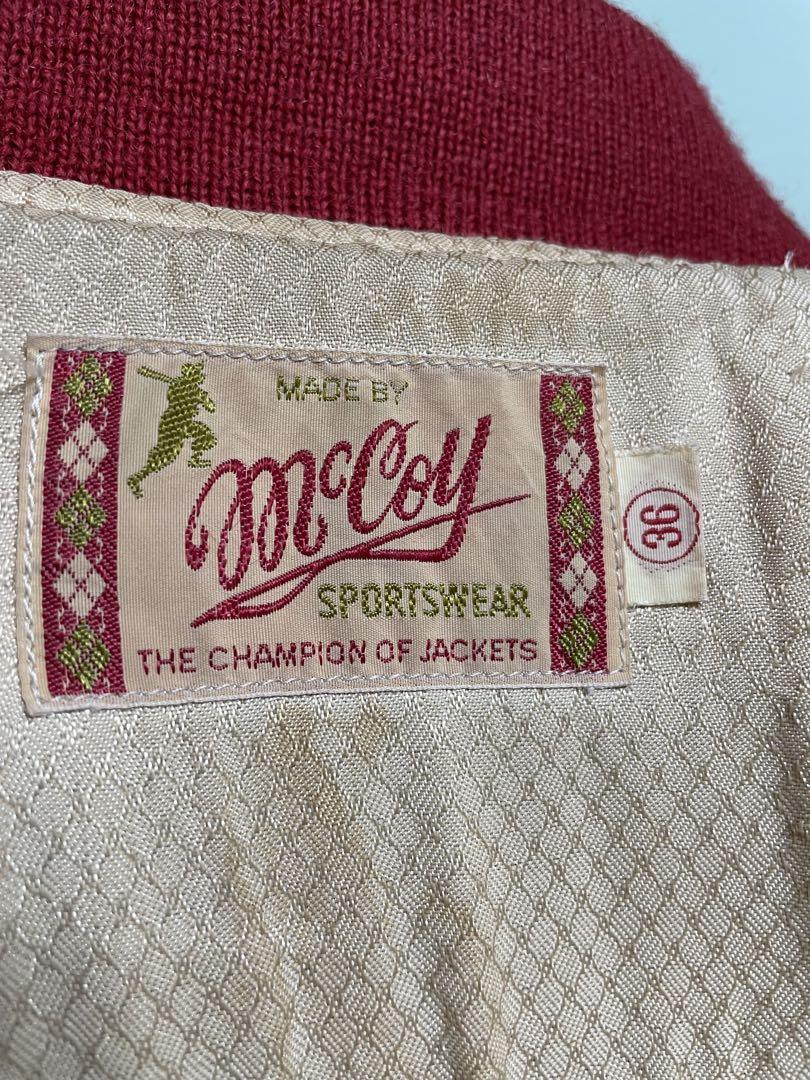 MADE BY
McCoy
SPORTSWEAR
THE CHAMPION OF JACKETS
36